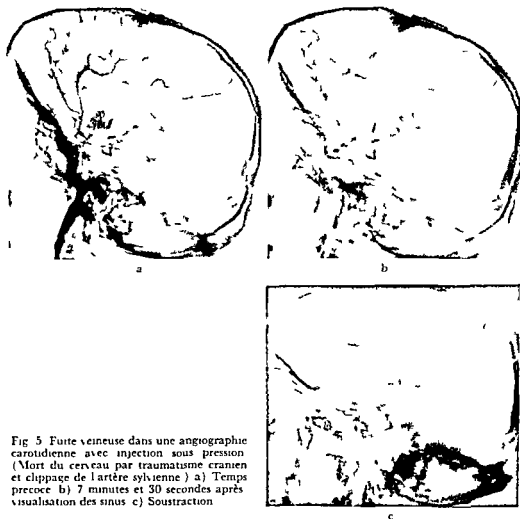 a
b
Fig 5 Fuite veineuse dans une angiographie
carotidienne avec injection sous pression
(Mort du cerveau par traumatisme cranien
et clippage de l artère sylvienne ) a) Temps
precoce b) 7 minutes et 30 secondes après
visualisation des sinus c) Soustraction
c